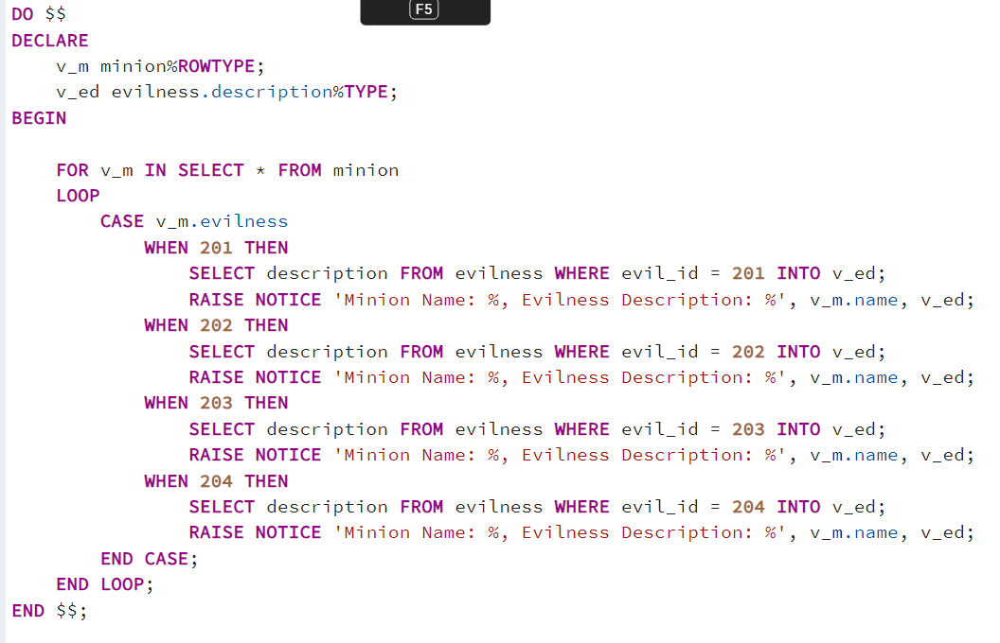 F5
DO $$
DECLARE
    v_m minion%ROWTYPE;
    v_ed evilness.description%TYPE;
BEGIN
    FOR v_m IN SELECT * FROM minion
    LOOP
        CASE v_m.evilness
            WHEN 201 THEN
                SELECT description FROM evilness WHERE evil_id = 201 INTO v_ed;
                RAISE NOTICE 'Minion Name: %, Evilness Description: %', v_m.name, v_ed;
            WHEN 202 THEN
                SELECT description FROM evilness WHERE evil_id = 202 INTO v_ed;
                RAISE NOTICE 'Minion Name: %, Evilness Description: %', v_m.name, v_ed;
            WHEN 203 THEN
                SELECT description FROM evilness WHERE evil_id = 203 INTO v_ed;
                RAISE NOTICE 'Minion Name: %, Evilness Description: %', v_m.name, v_ed;
            WHEN 204 THEN
                SELECT description FROM evilness WHERE evil_id = 204 INTO v_ed;
                RAISE NOTICE 'Minion Name: %, Evilness Description: %', v_m.name, v_ed;
        END CASE;
    END LOOP;
END $$;